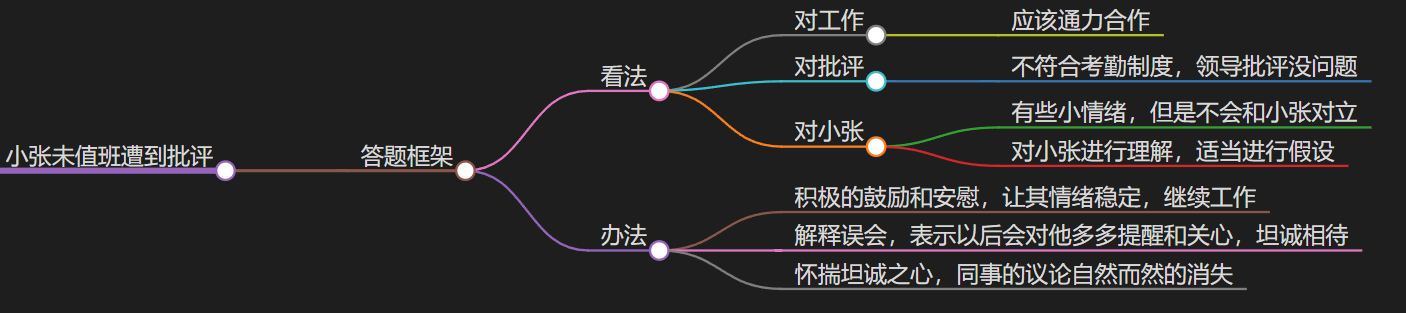 小张未值班遭到批评
答题框架
看法
对工作
应该通力合作
对批评
不符合考勤制度，领导批评没问题
对小张
有些小情绪，但是不会和小张对立
对小张进行理解，适当进行假设
办法
积极的鼓励和安慰，让其情绪稳定，继续工作
解释误会，表示以后会对他多多提醒和关心，坦诚相待
怀揣坦诚之心，同事的议论自然而然的消失